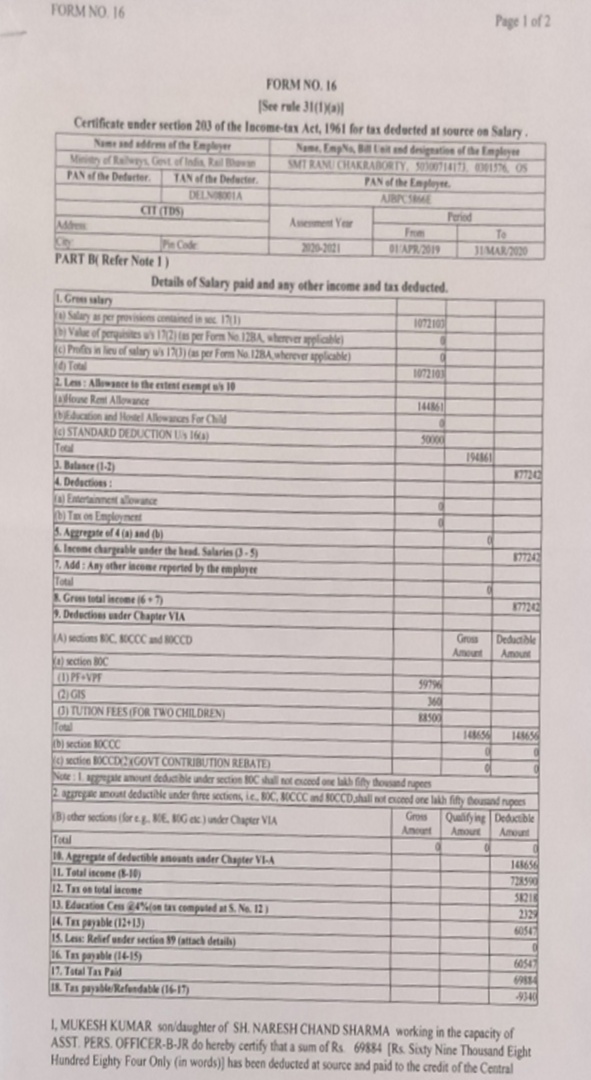 FORM NO. 16
Page 1 of 2
FORM NO. 16
[See rule 31(1)(a)]
Certificate under section 203 of the Income-tax Act, 1961 for tax deducted at source on Salary .
Name and address of the Employer Name, EmpNo, Bill Unit and designation of the Employee
Ministry of Railways, Govt. of India, Rail Bhawan SMT RANU CHAKRABORTY, 50300714173, 0301576, OS
PAN of the Deductor. TAN of the Deductor. PAN of the Employee.
CIT (TDS) Assessment Year Period
Address From To
City Pin Code 2020-2021 01/APR/2019 31/MAR/2020
PART B( Refer Note 1 )
Details of Salary paid and any other income and tax deducted.
1. Gross salary
(a) Salary as per provisions contained in sec. 17(1) 1072103
(b) Value of perquisites u/s 17(2) (as per Form No. 12BA, wherever applicable) 0
(c) Profits in lieu of salary u/s 17(3) (as per Form No. 12BA,wherever applicable) 0
(d) Total 1072103
2. Less : Allowance to the extent exempt u/s 10
(a)House Rent Allowance 144861
(b)Education and Hostel Allowances For Child 0
(c) STANDARD DEDUCTION U/s 16(a) 50000
Total 194861
3. Balance (1-2) 877242
4. Deductions :
(a) Entertainment allowance 0
(b) Tax on Employment 0
5. Aggregate of 4 (a) and (b) 0
6. Income chargeable under the head. Salaries (3 - 5) 877242
7. Add : Any other income reported by the employee
Total 0
8. Gross total income (6 + 7) 877242
9. Deductions under Chapter VIA
(A) sections 80C, 80CCC and 80CCD Gross Amount Deductible Amount
(a) section 80C
(1) PF+VPF 59796
(2) GIS 360
(3) TUTION FEES (FOR TWO CHILDREN) 88500
Total 148656 148656
(b) section 80CCC 0 0
(c) section 80CCD(2)(GOVT CONTRIBUTION REBATE) 0 0
Note : 1. aggregate amount deductible under section 80C shall not exceed one lakh fifty thousand rupees
2. aggregate amount deductible under three sections, i.e., 80C, 80CCC and 80CCD,shall not exceed one lakh fifty thousand rupees
(B) other sections (for e.g. 80E, 80G etc.) under Chapter VIA Gross Amount Qualifying Amount Deductible Amount
Total 0 0 0
10. Aggregate of deductible amounts under Chapter VI-A 148656
11. Total income (8-10) 728590
12. Tax on total income 58218
13. Education Cess @4%(on tax computed at S. No. 12 ) 2329
14. Tax payable (12+13) 60547
15. Less: Relief under section 89 (attach details) 0
16. Tax payable (14-15) 60547
17. Total Tax Paid 69884
18. Tax payable/Refundable (16-17) -9340
I, MUKESH KUMAR son/daughter of SH. NARESH CHAND SHARMA working in the capacity of
ASST. PERS. OFFICER-B-JR do hereby certify that a sum of Rs. 69884 [Rs. Sixty Nine Thousand Eight
Hundred Eighty Four Only (in words)] has been deducted at source and paid to the credit of the Central